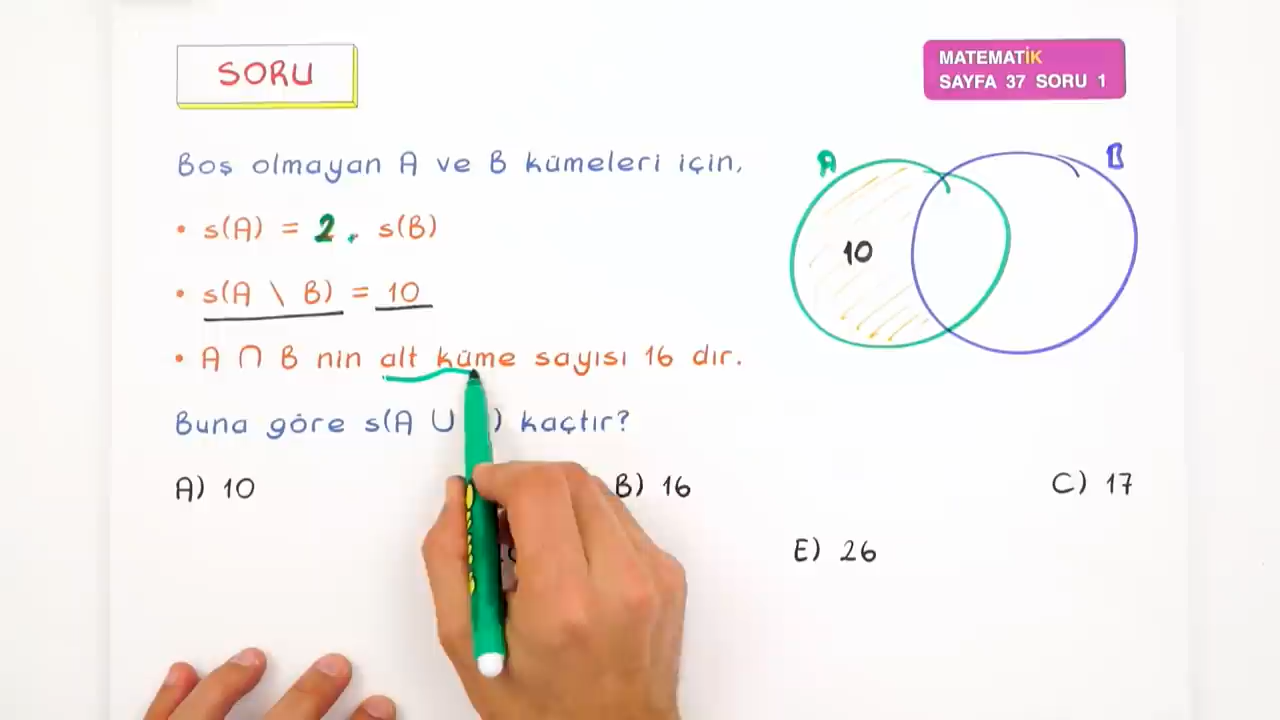 SORU
MATEMATİK
SAYFA 37 SORU 1
Boş olmayan A ve B kümeleri için,
• s(A) = 2 . s(B)
• s(A \ B) = 10
• A ∩ B nin alt küme sayısı 16 dır.
Buna göre s(A ∪ ) kaçtır?
A) 10
B) 16
C) 17
E) 26
A
B
10